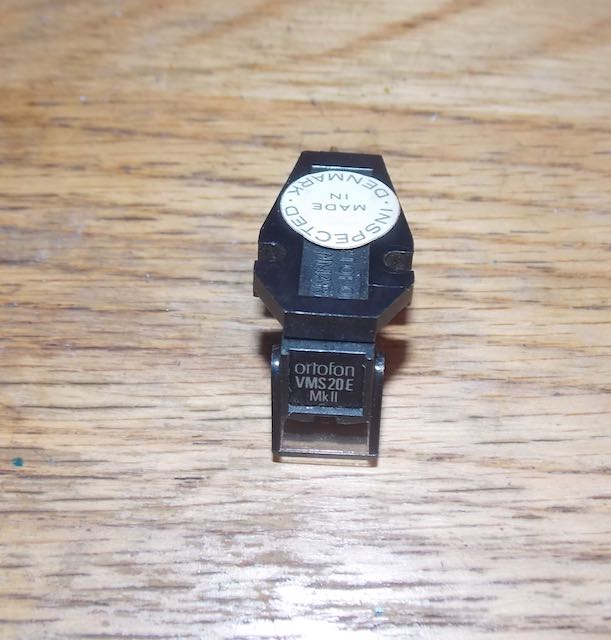 INSPECTED · MADE IN DENMARK ·
ortofon
VMS20E
MkII